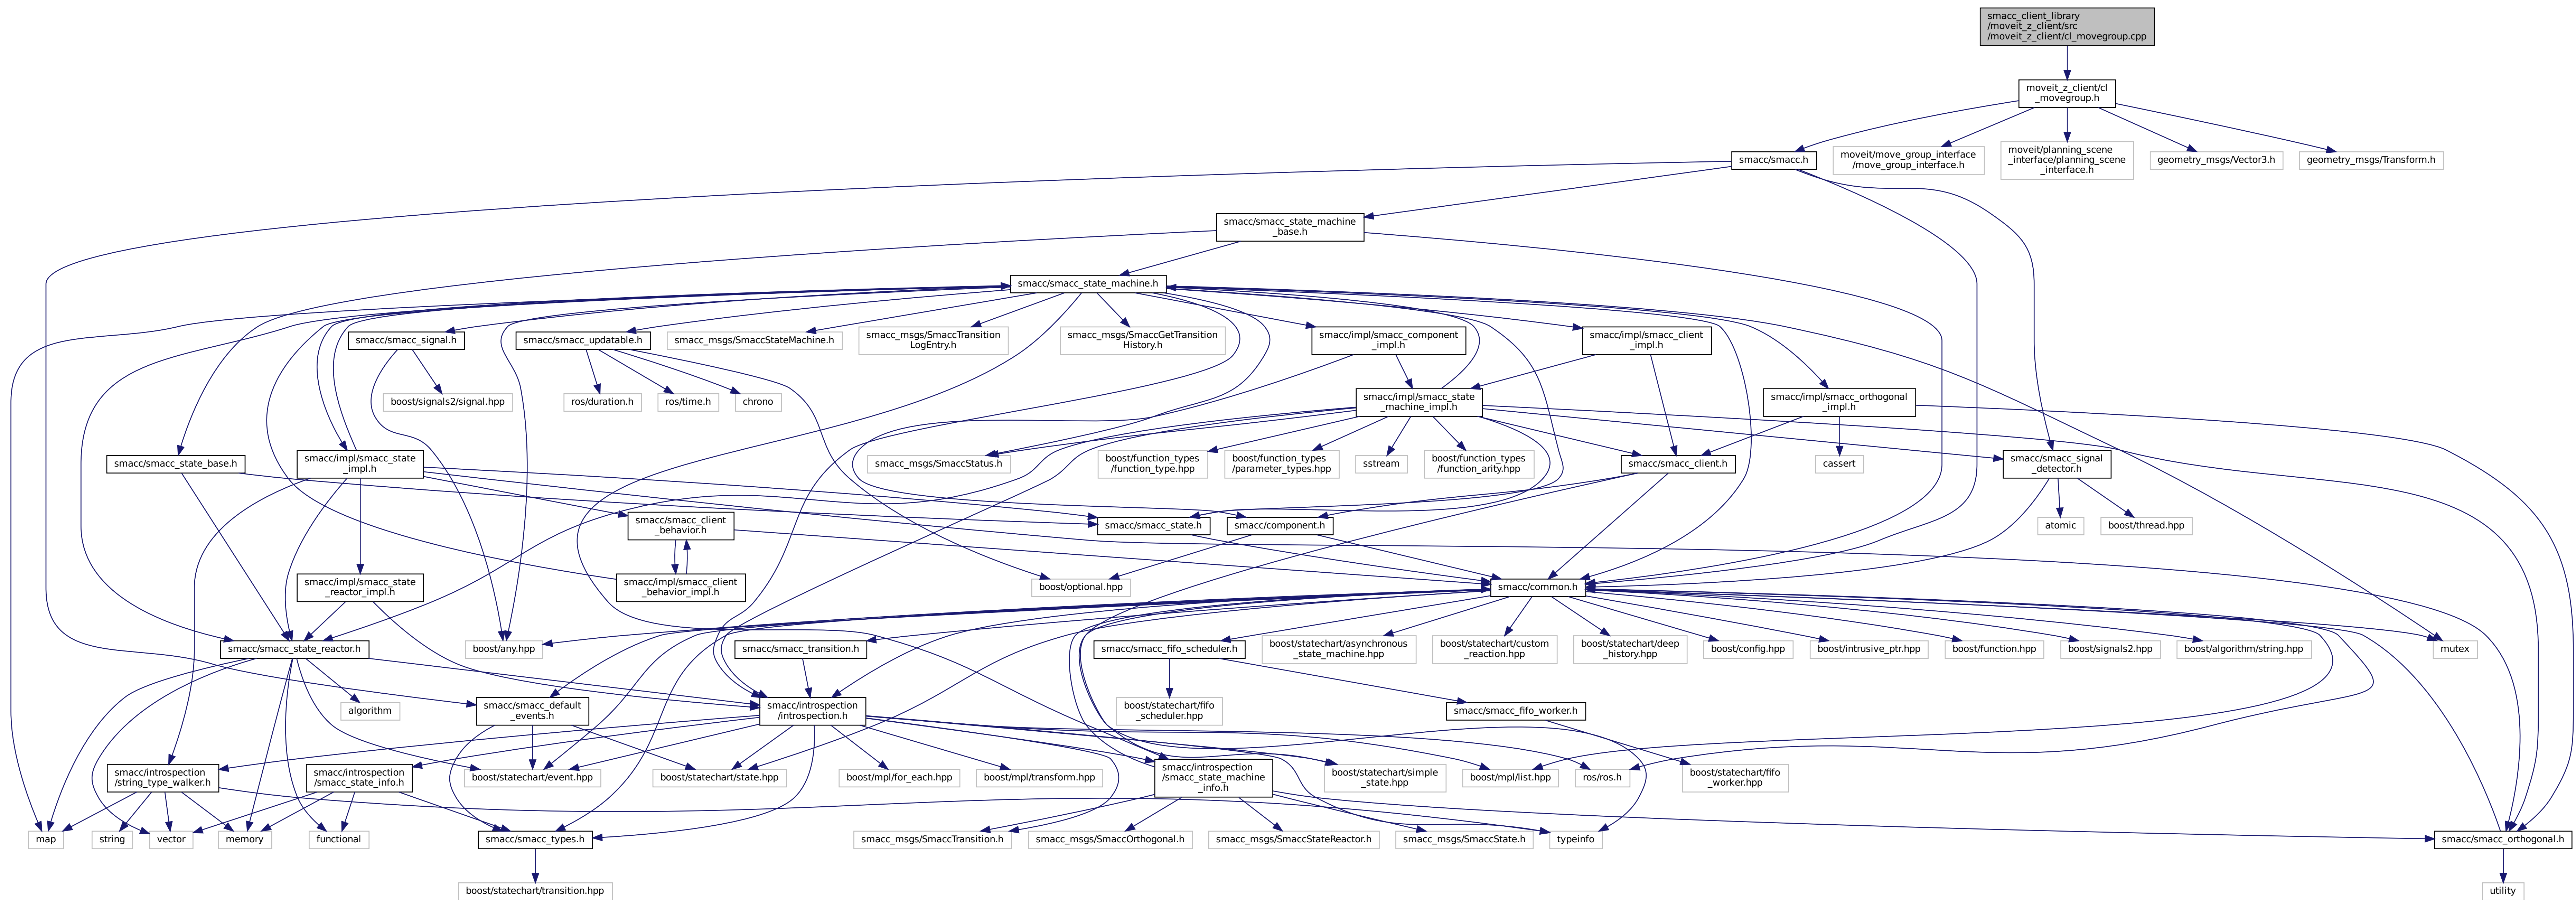 smacc_client_library
/moveit_z_client/src
/moveit_z_client/cl_movegroup.cpp
moveit_z_client/cl
_movegroup.h
smacc/smacc.h
moveit/move_group_interface
/move_group_interface.h
moveit/planning_scene
_interface/planning_scene
_interface.h
geometry_msgs/Vector3.h
geometry_msgs/Transform.h
smacc/smacc_state_machine
_base.h
smacc/smacc_state_machine.h
smacc/smacc_signal.h
smacc/smacc_updatable.h
smacc_msgs/SmaccStateMachine.h
smacc_msgs/SmaccTransition
LogEntry.h
smacc_msgs/SmaccGetTransition
History.h
smacc/impl/smacc_component
_impl.h
smacc/impl/smacc_client
_impl.h
boost/signals2/signal.hpp
ros/duration.h
ros/time.h
chrono
smacc/impl/smacc_state
_machine_impl.h
smacc/impl/smacc_orthogonal
_impl.h
smacc/smacc_state_base.h
smacc/impl/smacc_state
_impl.h
smacc_msgs/SmaccStatus.h
boost/function_types
/function_type.hpp
boost/function_types
/parameter_types.hpp
sstream
boost/function_types
/function_arity.hpp
smacc/smacc_client.h
cassert
smacc/smacc_signal
_detector.h
smacc/smacc_client
_behavior.h
smacc/smacc_state.h
smacc/component.h
atomic
boost/thread.hpp
smacc/impl/smacc_state
_reactor_impl.h
smacc/impl/smacc_client
_behavior_impl.h
boost/optional.hpp
smacc/common.h
smacc/smacc_state_reactor.h
boost/any.hpp
smacc/smacc_transition.h
smacc/smacc_fifo_scheduler.h
boost/statechart/asynchronous
_state_machine.hpp
boost/statechart/custom
_reaction.hpp
boost/statechart/deep
_history.hpp
boost/config.hpp
boost/intrusive_ptr.hpp
boost/function.hpp
boost/signals2.hpp
boost/algorithm/string.hpp
mutex
algorithm
smacc/smacc_default
_events.h
smacc/introspection
/introspection.h
boost/statechart/fifo
_scheduler.hpp
smacc/smacc_fifo_worker.h
smacc/introspection
/string_type_walker.h
smacc/introspection
/smacc_state_info.h
boost/statechart/event.hpp
boost/statechart/state.hpp
boost/mpl/for_each.hpp
boost/mpl/transform.hpp
smacc/introspection
/smacc_state_machine
_info.h
boost/statechart/simple
_state.hpp
boost/mpl/list.hpp
ros/ros.h
boost/statechart/fifo
_worker.hpp
map
string
vector
memory
functional
smacc/smacc_types.h
smacc_msgs/SmaccTransition.h
smacc_msgs/SmaccOrthogonal.h
smacc_msgs/SmaccStateReactor.h
smacc_msgs/SmaccState.h
typeinfo
smacc/smacc_orthogonal.h
boost/statechart/transition.hpp
utility